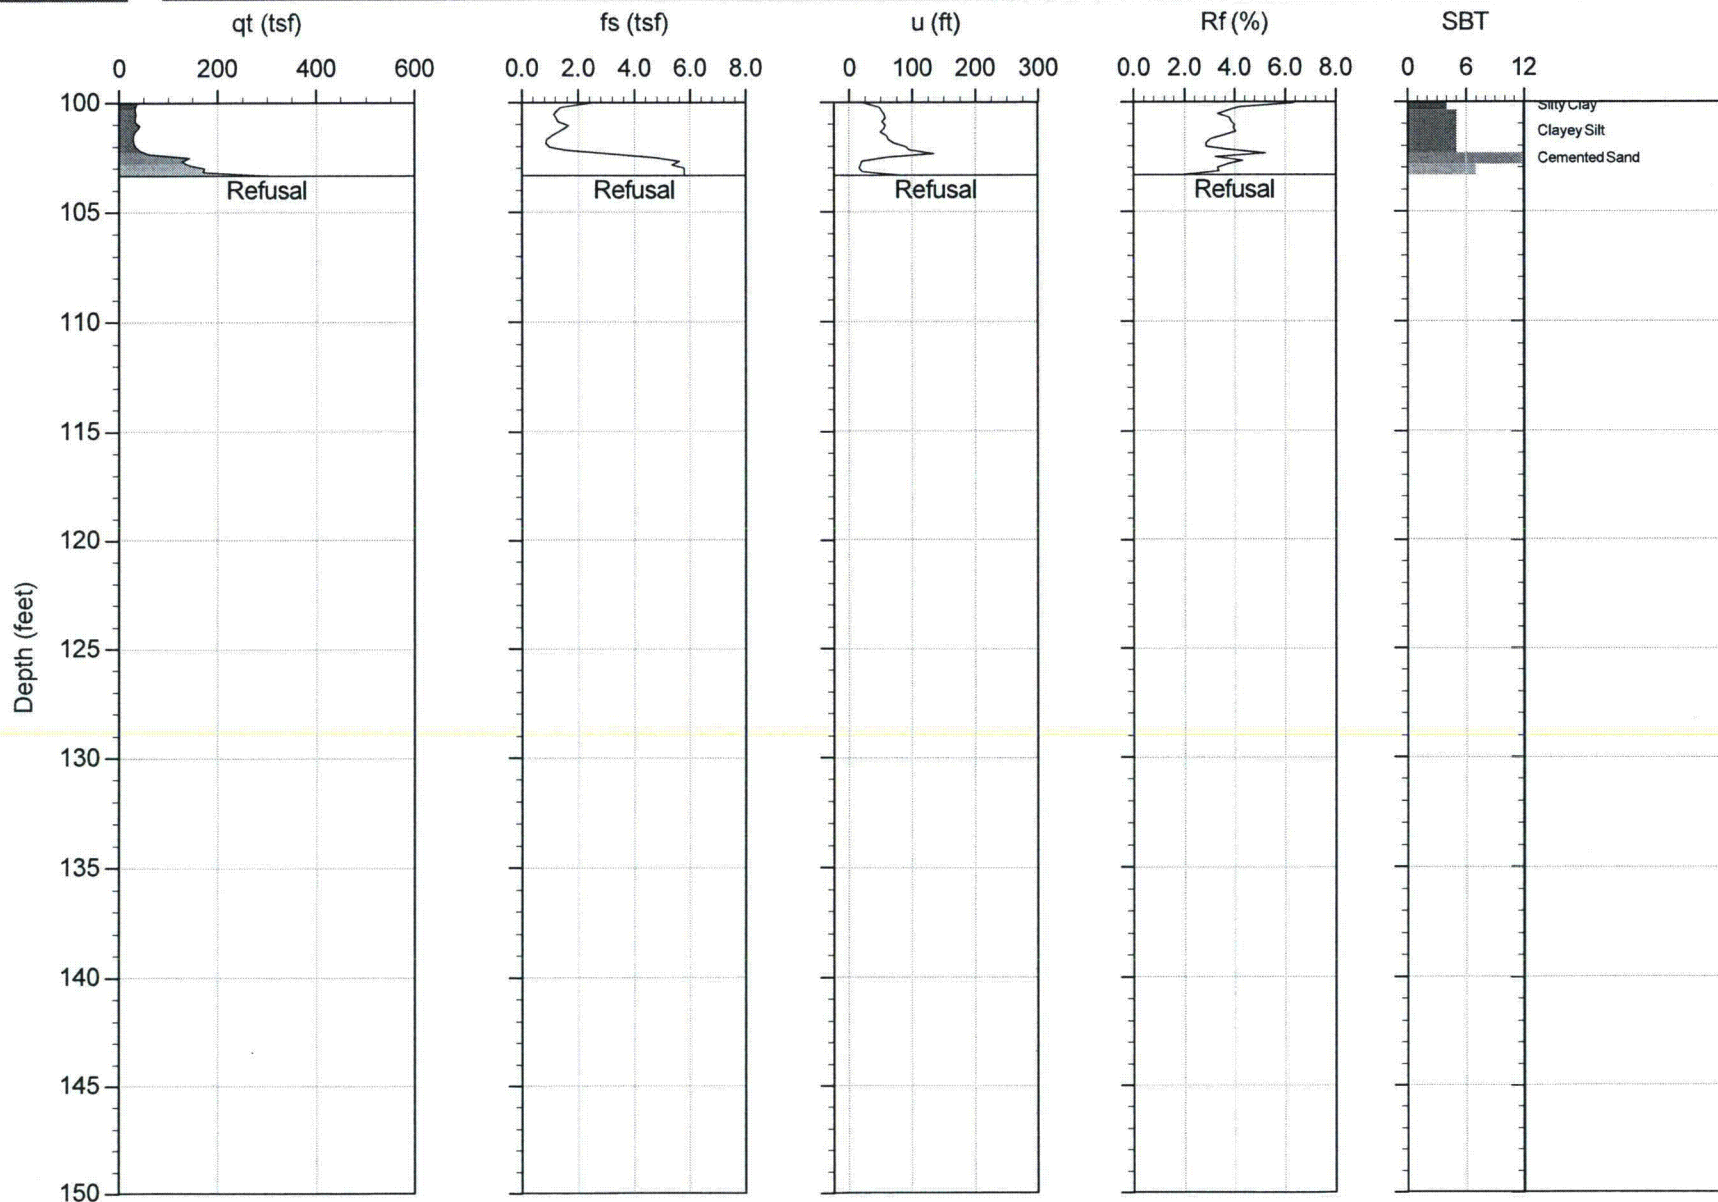 qt (tsf) fs (tsf) u (ft) Rf (%) SBT
0 200 400 600 0.0 2.0 4.0 6.0 8.0 0 100 200 300 0.0 2.0 4.0 6.0 8.0 0 6 12
100
Silty Clay
Clayey Silt
Cemented Sand
Refusal Refusal Refusal Refusal
105
110
115
120
Depth (feet)
125
130
135
140
145
150